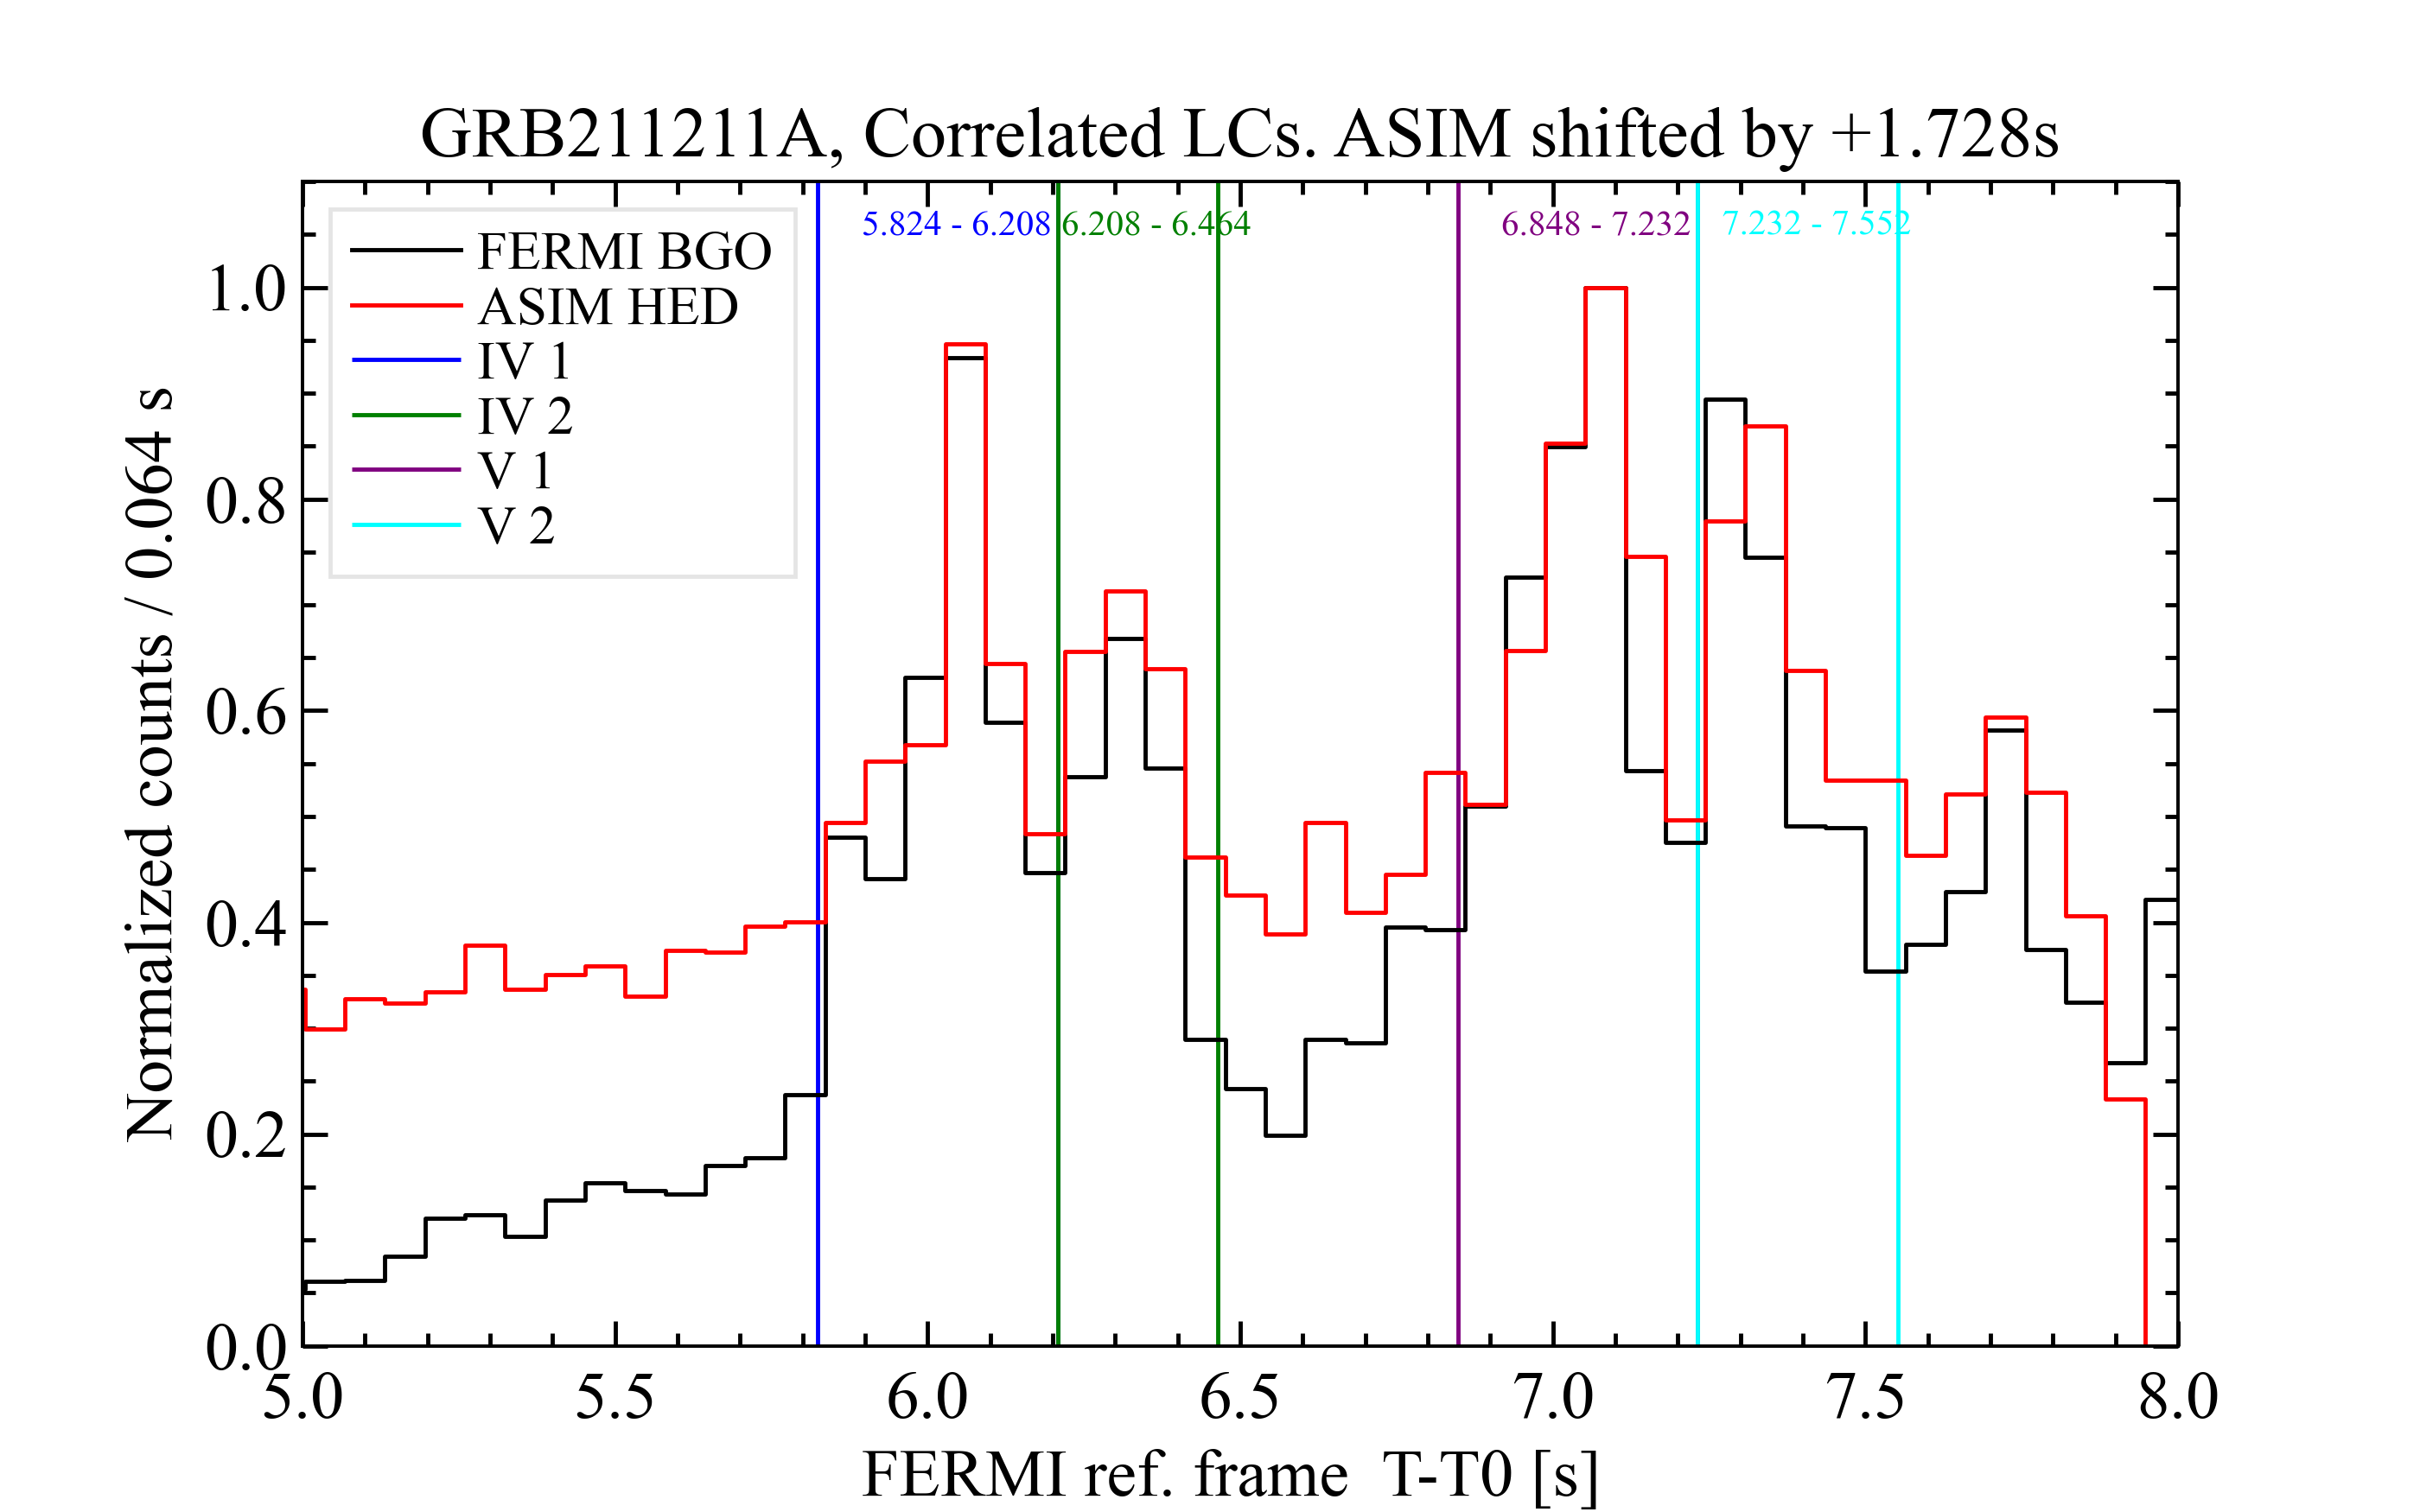 GRB211211A, Correlated LCs. ASIM shifted by +1.728s
5.824 - 6.208 6.208 - 6.464 6.848 - 7.232 7.232 - 7.552
FERMI BGO
ASIM HED
IV 1
IV 2
V 1
V 2
Normalized counts / 0.064 s
1.0
0.8
0.6
0.4
0.2
0.0
5.0 5.5 6.0 6.5 7.0 7.5 8.0
FERMI ref. frame T-T0 [s]